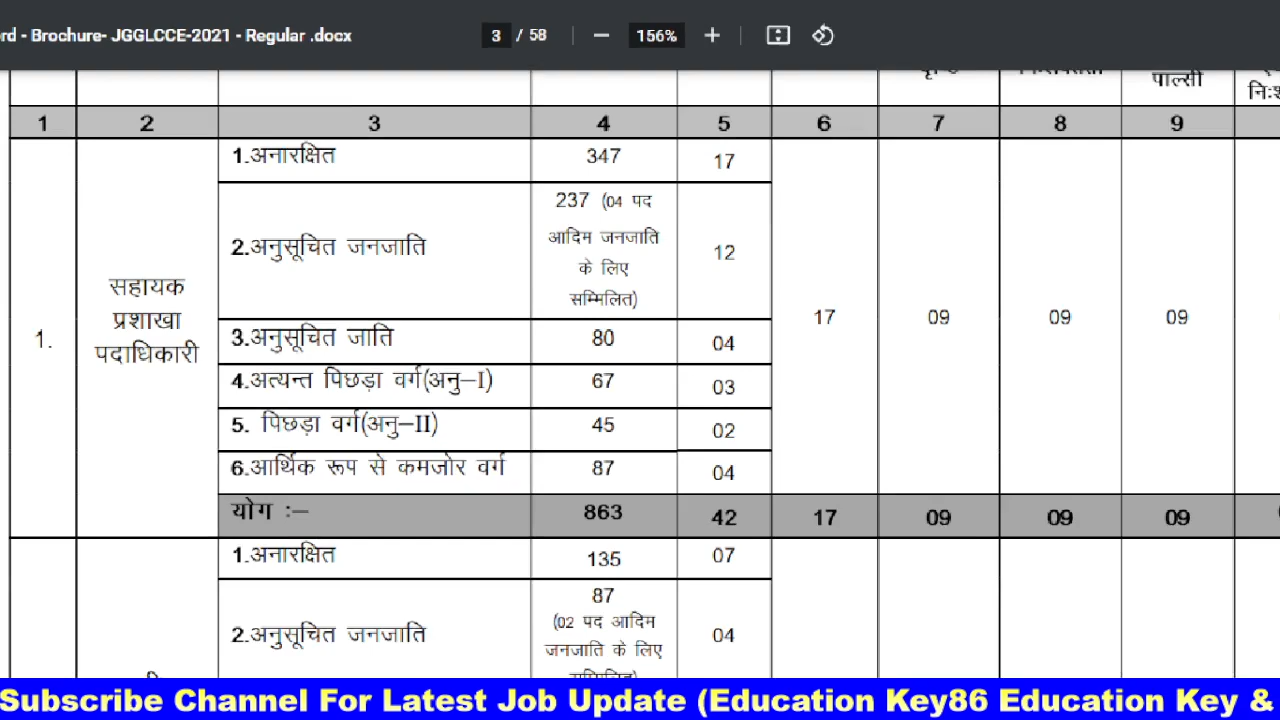 rd - Brochure- JGGLCCE-2021 - Regular .docx 3 / 58 156%
पाल्सी
1 2 3 4 5 6 7 8 9
1.अनारक्षित 347 17
237 (04 पद
आदिम जनजाति
के लिए
सम्मिलित)
2.अनुसूचित जनजाति 12
सहायक
प्रशाखा
पदाधिकारी
1.
17 09 09 09
3.अनुसूचित जाति 80 04
4.अत्यन्त पिछड़ा वर्ग(अनु–I) 67 03
5. पिछड़ा वर्ग(अनु–II) 45 02
6.आर्थिक रूप से कमजोर वर्ग 87 04
योग :– 863 42 17 09 09 09
1.अनारक्षित 135 07
87
(02 पद आदिम
जनजाति के लिए
2.अनुसूचित जनजाति 04
Subscribe Channel For Latest Job Update (Education Key86 Education Key &